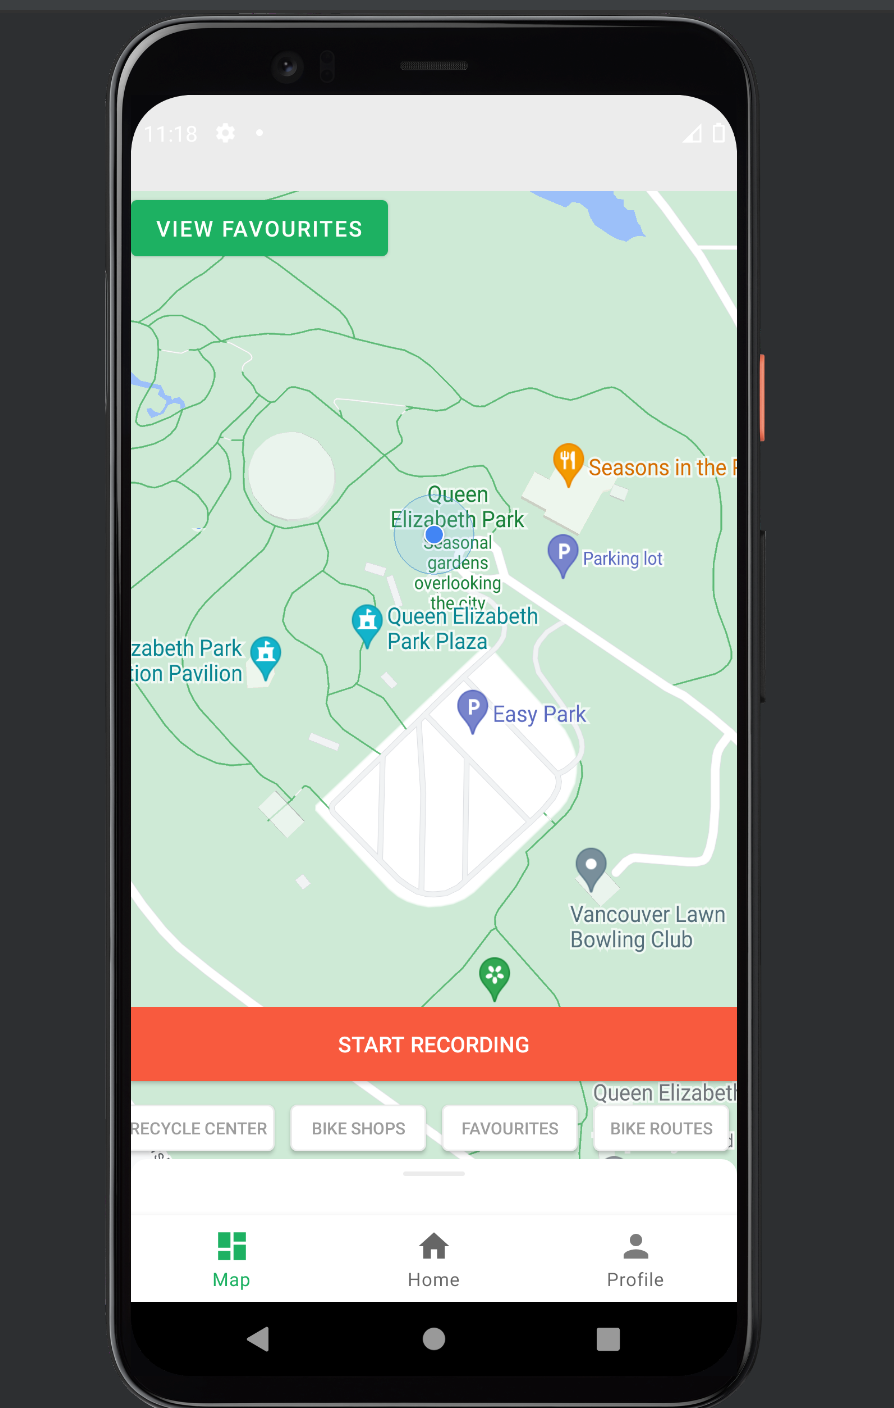 11:18
VIEW FAVOURITES
Seasons in the
Queen
Elizabeth Park
Seasonal
gardens
overlooking
the city
Parking lot
Queen Elizabeth
Park Plaza
zabeth Park
tion Pavilion
P
P
Easy Park
Vancouver Lawn
Bowling Club
START RECORDING
Queen Elizabeth
RECYCLE CENTER
BIKE SHOPS
FAVOURITES
BIKE ROUTES
Map
Home
Profile